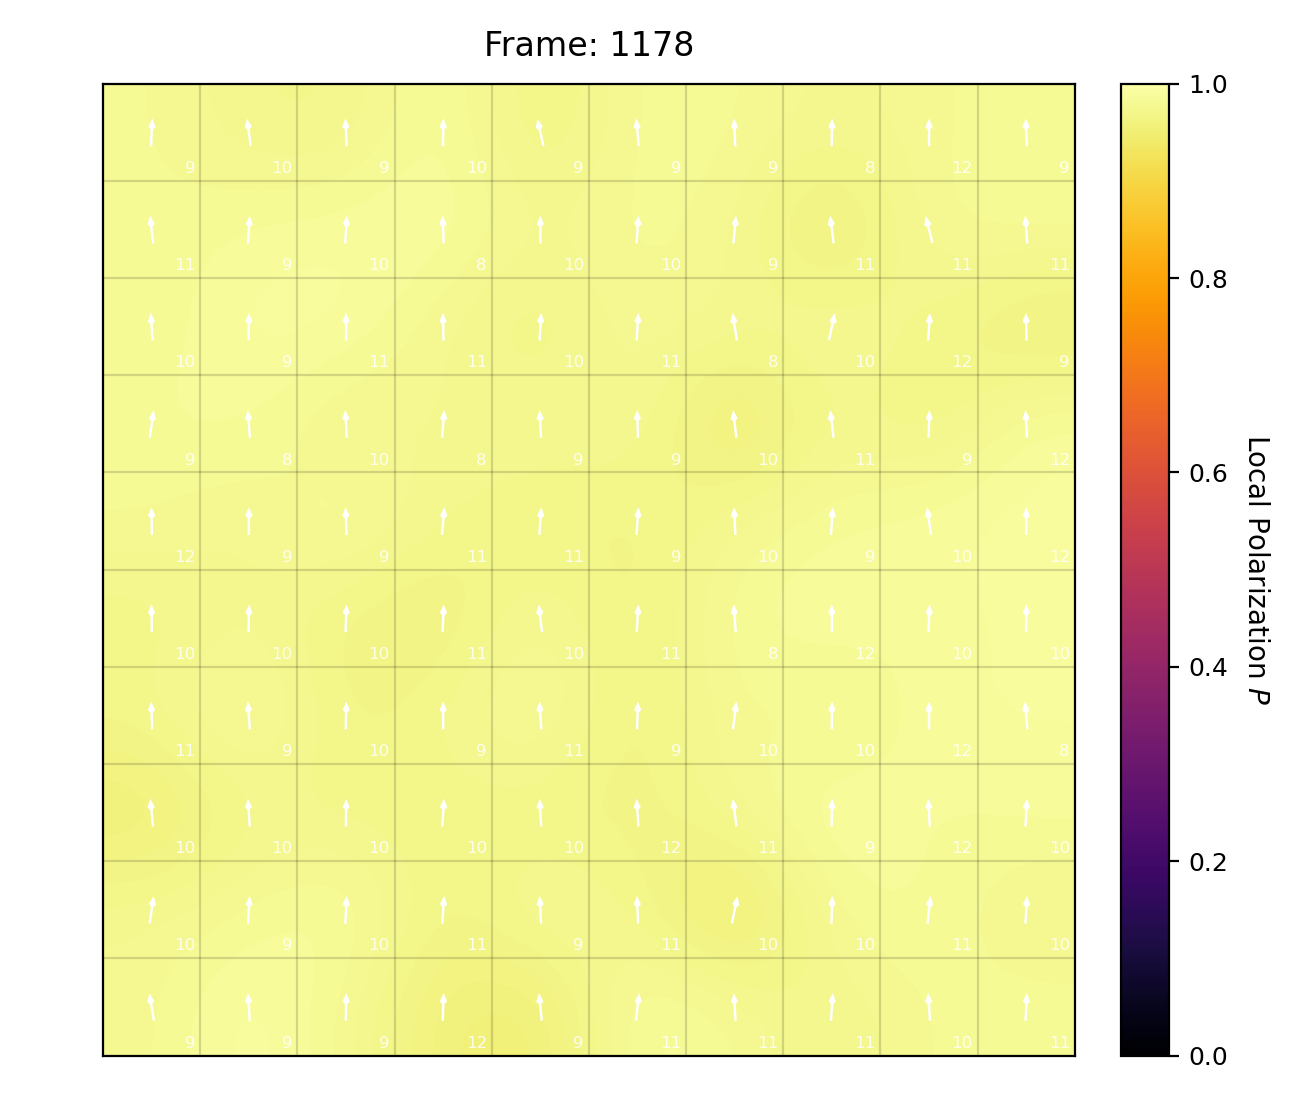 Frame: 1178
9 10 9 10 9 9 9 8 12 9
11 9 10 8 10 10 9 11 11 11
10 9 11 11 10 11 8 10 12 9
9 8 10 8 9 9 10 11 9 12
12 9 9 11 11 9 10 9 10 12
10 10 10 11 10 11 8 12 10 10
11 9 10 9 11 9 10 10 12 8
10 10 10 10 10 12 11 9 12 10
10 9 10 11 9 11 10 10 11 10
9 9 9 12 9 11 11 11 10 11
1.0
0.8
0.6
0.4
0.2
0.0
Local Polarization P